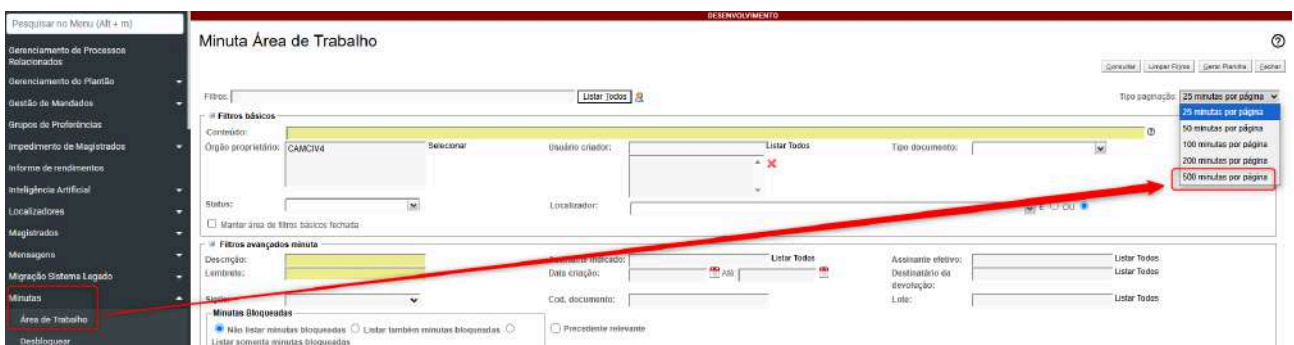 DESENVOLVIMENTO
Pesquisar no Menu (Alt + m)
Gerenciamento de Processos
Relacionados
Gerenciamento do Plantão
Gestão de Mandados
Grupos de Preferências
Impedimento de Magistrados
Informe de rendimentos
Inteligência Artificial
Localizadores
Magistrados
Mensagens
Migração Sistema Legado
Minutas
Área de Trabalho
Desbloquear
Minuta Área de Trabalho
Consultar Limpar Filtros Gerar Planilha Fechar
Filtros: Listar Todos Tipo paginação: 25 minutas por página
25 minutas por página
50 minutas por página
100 minutas por página
200 minutas por página
500 minutas por página
Filtros básicos
Conteúdo:
Órgão proprietário: CAMCIV4 Selecionar Usuário criador: Listar Todos Tipo documento:
Status: Localizador: E OU
Manter área de filtros básicos fechada
Filtros avançados minuta
Descrição: indicado: Listar Todos Assinante efetivo: Listar Todos
Lembrete: Data criação: Até Destinatário da Listar Todos
devolução:
Sigilo: Cod. documento: Lote: Listar Todos
Minutas Bloqueadas
Não listar minutas bloqueadas Listar também minutas bloqueadas Precedente relevante
Listar somente minutas bloqueadas